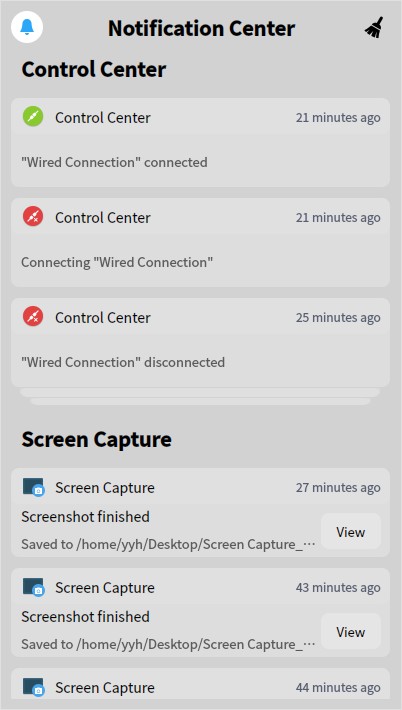 Notification Center
Control Center
Control Center 21 minutes ago
"Wired Connection" connected
Control Center 21 minutes ago
Connecting "Wired Connection"
Control Center 25 minutes ago
"Wired Connection" disconnected
Screen Capture
Screen Capture 27 minutes ago
Screenshot finished
Saved to /home/yyh/Desktop/Screen Capture_··· View
Screen Capture 43 minutes ago
Screenshot finished
Saved to /home/yyh/Desktop/Screen Capture_··· View
Screen Capture 44 minutes ago